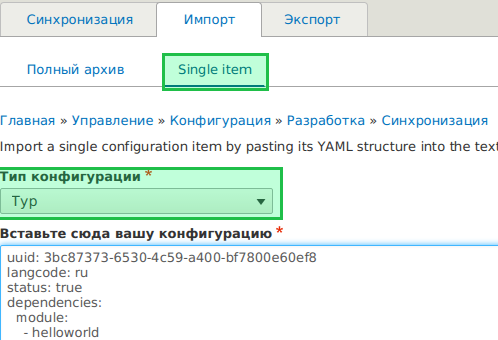 Синхронизация Импорт Экспорт
Полный архив Single item
Главная » Управление » Конфигурация » Разработка » Синхронизация
Import a single configuration item by pasting its YAML structure into the
Тип конфигурации *
Тур
Вставьте сюда вашу конфигурацию *
uuid: 3bc87373-6530-4c59-a400-bf7800e60ef8
langcode: ru
status: true
dependencies:
module:
- helloworld